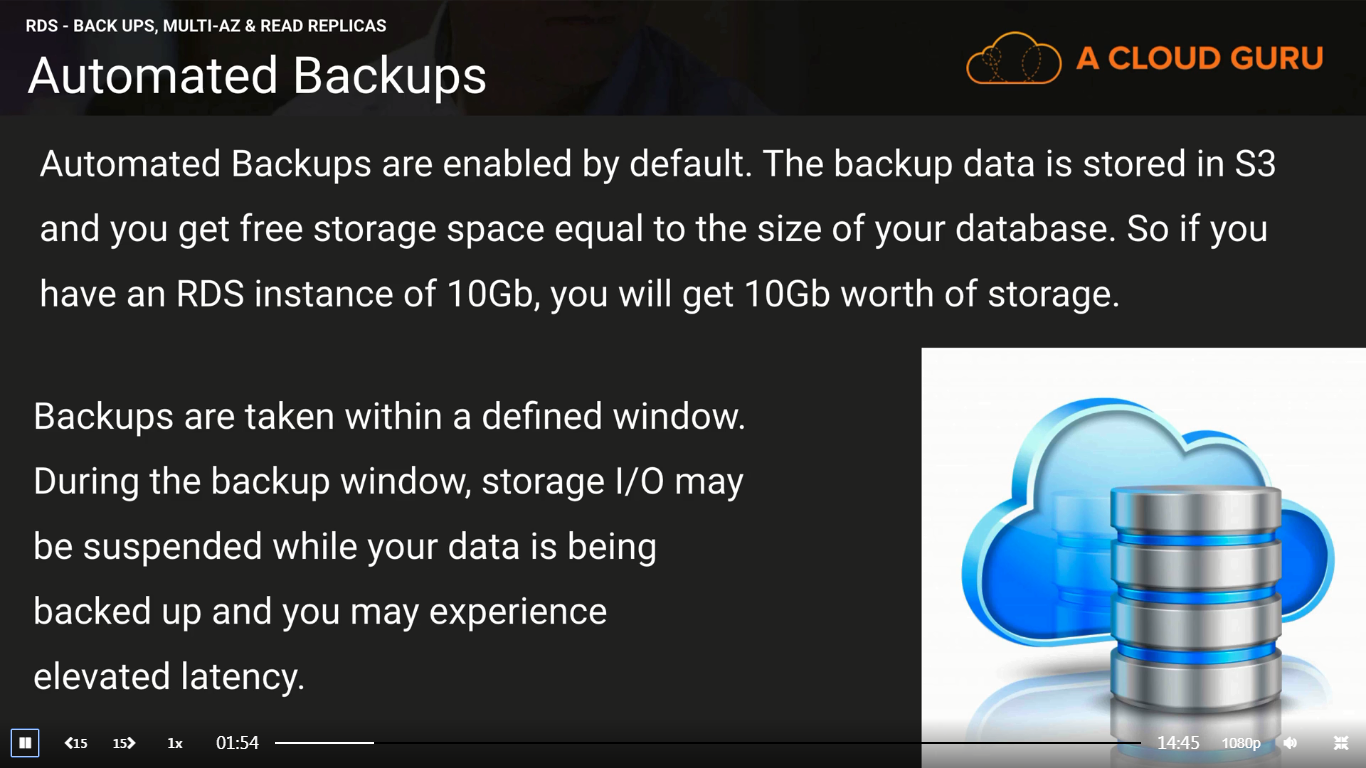 RDS - BACK UPS, MULTI-AZ & READ REPLICAS
Automated Backups
A CLOUD GURU
Automated Backups are enabled by default. The backup data is stored in S3
and you get free storage space equal to the size of your database. So if you
have an RDS instance of 10Gb, you will get 10Gb worth of storage.
Backups are taken within a defined window.
During the backup window, storage I/O may
be suspended while your data is being
backed up and you may experience
elevated latency.
15 15 1x 01:54 14:45 1080p